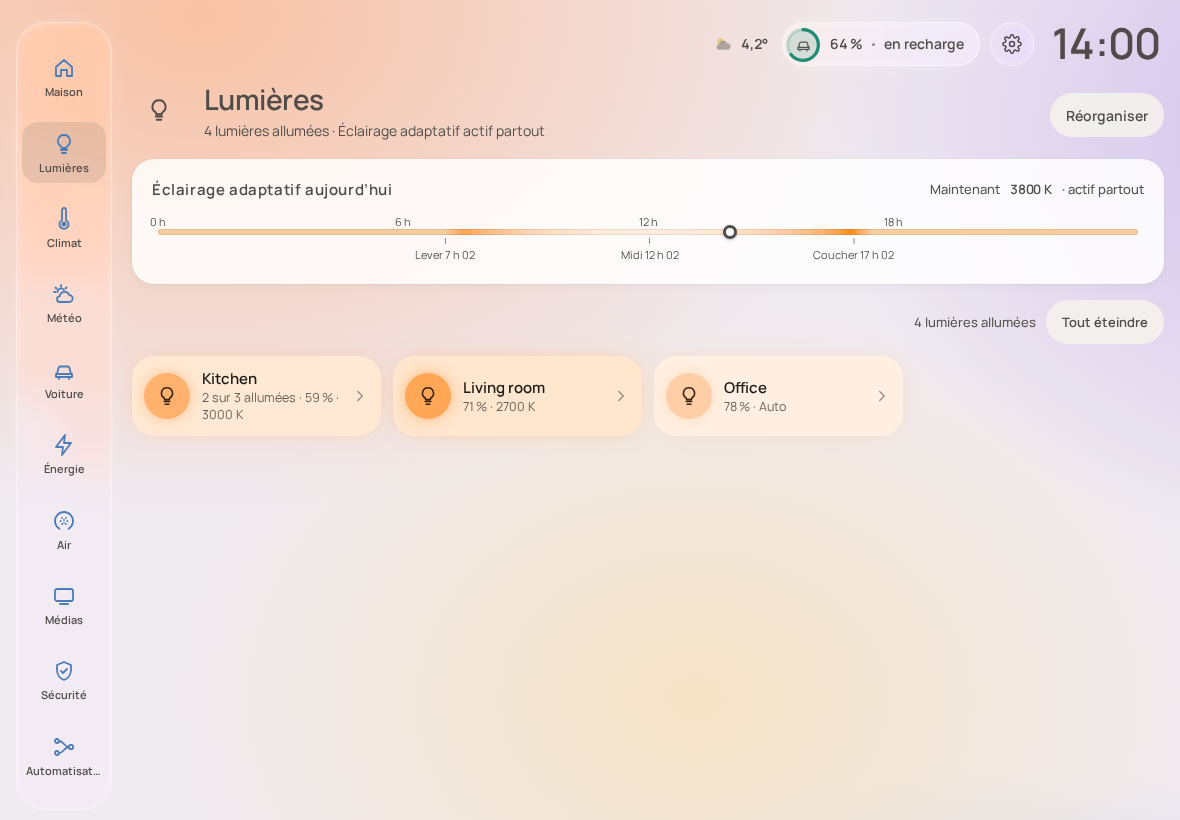 4,2°
64 % • en recharge
14:00
Maison
Lumières
Climat
Météo
Voiture
Énergie
Air
Médias
Sécurité
Automatisat...
Lumières
4 lumières allumées · Éclairage adaptatif actif partout
Réorganiser
Éclairage adaptatif aujourd’hui
Maintenant 3800 K · actif partout
0 h 6 h 12 h 18 h
Lever 7 h 02 Midi 12 h 02 Coucher 17 h 02
4 lumières allumées
Tout éteindre
Kitchen
2 sur 3 allumées · 59 % ·
3000 K
Living room
71 % · 2700 K
Office
78 % · Auto